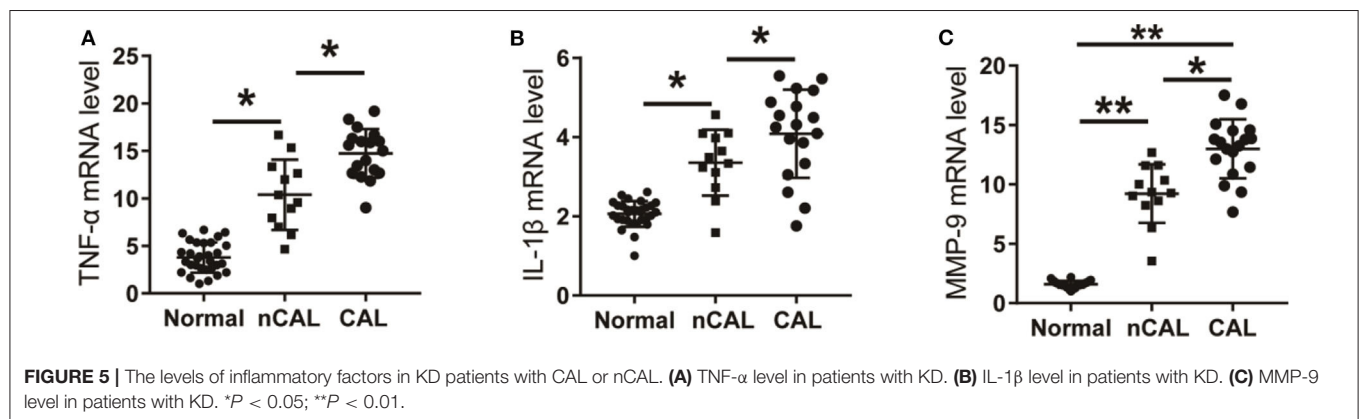 A
TNF-α mRNA level
25
20
15
10
5
0
*
*
Normal nCAL CAL
B
IL-1β mRNA level
6
4
2
0
*
*
Normal nCAL CAL
C
MMP-9 mRNA level
20
15
10
5
0
**
**
*
Normal nCAL CAL
FIGURE 5 | The levels of inflammatory factors in KD patients with CAL or nCAL. (A) TNF-α level in patients with KD. (B) IL-1β level in patients with KD. (C) MMP-9
level in patients with KD. *P < 0.05; **P < 0.01.